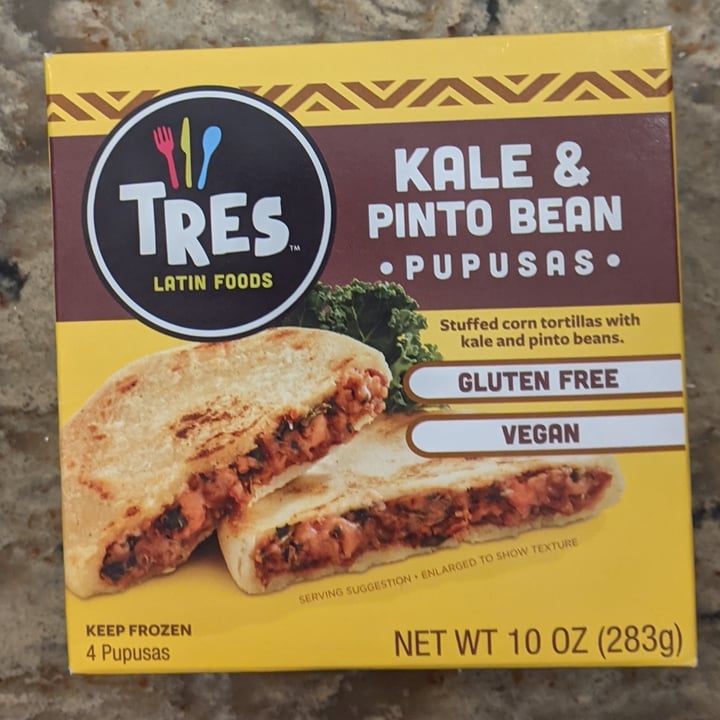 TRES™
LATIN FOODS
KALE &
PINTO BEAN
•PUPUSAS•
Stuffed corn tortillas with
kale and pinto beans.
GLUTEN FREE
VEGAN
SERVING SUGGESTION • ENLARGED TO SHOW TEXTURE
KEEP FROZEN
4 Pupusas
NET WT 10 OZ (283g)